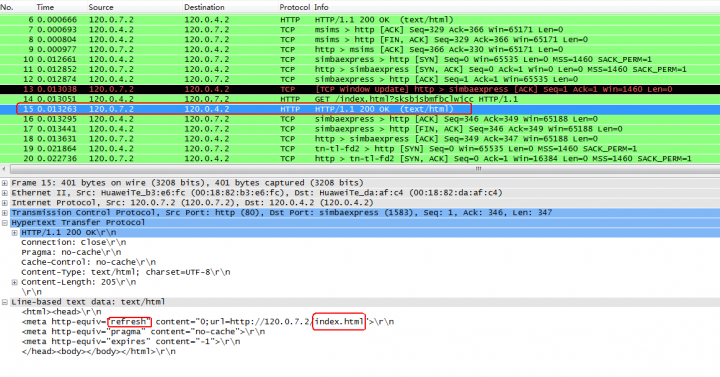 No. Time Source Destination Protocol Info
6 0.000666 120.0.7.2 120.0.4.2 HTTP HTTP/1.1 200 OK (text/html)
7 0.000693 120.0.4.2 120.0.7.2 TCP msims > http [ACK] Seq=329 Ack=366 Win=65171 Len=0
8 0.000804 120.0.4.2 120.0.7.2 TCP msims > http [FIN, ACK] Seq=329 Ack=366 Win=65171 Len=0
9 0.000977 120.0.7.2 120.0.4.2 TCP http > msims [ACK] Seq=366 Ack=330 Win=65171 Len=0
10 0.012661 120.0.4.2 120.0.7.2 TCP simbaexpress > http [SYN] Seq=0 Win=65535 Len=0 MSS=1460 SACK_PERM=1
11 0.012852 120.0.7.2 120.0.4.2 TCP http > simbaexpress [SYN, ACK] Seq=0 Ack=1 Win=0 Len=0 MSS=1460 SACK_PERM=1
12 0.012874 120.0.4.2 120.0.7.2 TCP simbaexpress > http [ACK] Seq=1 Ack=1 Win=65535 Len=0
13 0.013038 120.0.7.2 120.0.4.2 TCP [TCP Window Update] http > simbaexpress [ACK] Seq=1 Ack=1 Win=1460 Len=0
14 0.013051 120.0.4.2 120.0.7.2 HTTP GET /index.html?sksbisbmfbclwicc HTTP/1.1
15 0.013263 120.0.7.2 120.0.4.2 HTTP HTTP/1.1 200 OK (text/html)
16 0.013295 120.0.4.2 120.0.7.2 TCP simbaexpress > http [ACK] Seq=346 Ack=348 Win=65188 Len=0
17 0.013441 120.0.4.2 120.0.7.2 TCP simbaexpress > http [FIN, ACK] Seq=346 Ack=349 Win=65188 Len=0
18 0.013631 120.0.7.2 120.0.4.2 TCP http > simbaexpress [ACK] Seq=349 Ack=347 Win=65188 Len=0
19 0.021864 120.0.4.2 120.0.7.2 TCP tn-tl-fd2 > http [SYN] Seq=0 Win=65535 Len=0 MSS=1460 SACK_PERM=1
20 0.022736 120.0.7.2 120.0.4.2 TCP http > tn-tl-fd2 [SYN, ACK] Seq=0 Ack=1 Win=16384 Len=0 MSS=1460 SACK_PERM=1
Frame 15: 401 bytes on wire (3208 bits), 401 bytes captured (3208 bits)
Ethernet II, Src: HuaweiTe_b3:e6:fc (00:18:82:b3:e6:fc), Dst: HuaweiTe_da:af:c4 (00:18:82:da:af:c4)
Internet Protocol, Src: 120.0.7.2 (120.0.7.2), Dst: 120.0.4.2 (120.0.4.2)
Transmission Control Protocol, Src Port: http (80), Dst Port: simbaexpress (1583), Seq: 1, Ack: 346, Len: 347
Hypertext Transfer Protocol
HTTP/1.1 200 OK\r\n
Connection: Close\r\n
Pragma: no-cache\r\n
Cache-Control: no-cache\r\n
Content-Type: text/html; charset=UTF-8\r\n
Content-Length: 205\r\n
\r\n
Line-based text data: text/html
<html><head>\r\n
<meta http-equiv="refresh" content="0;url=http://120.0.7.2/index.html">\r\n
<meta http-equiv="pragma" content="no-cache">\r\n
<meta http-equiv="expires" content="-1">\r\n
</head><body></body></html>\r\n